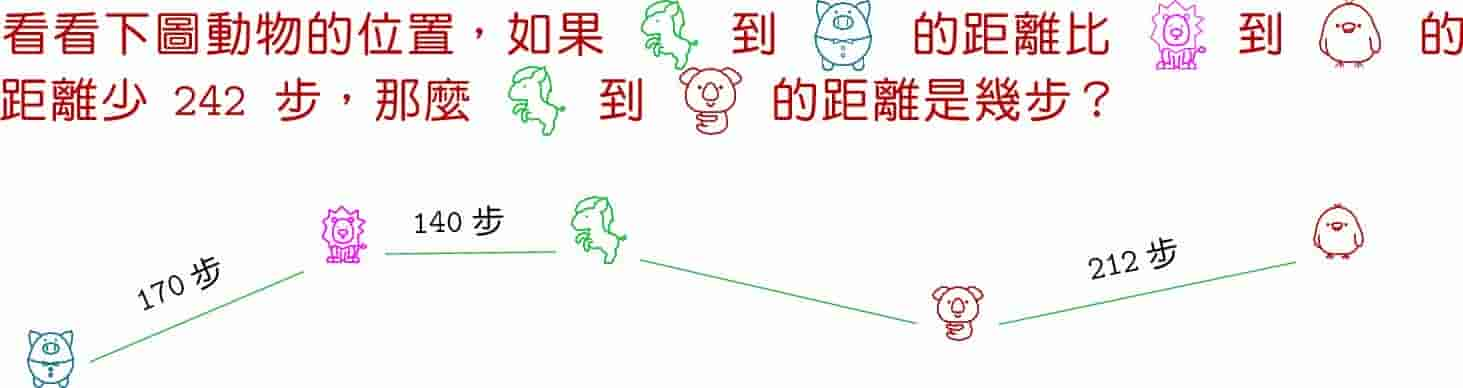 看看下圖動物的位置，如果 到 的距離比 到 的
距離少 242 步，那麼 到 的距離是幾步？
140 步
170 步
212 步